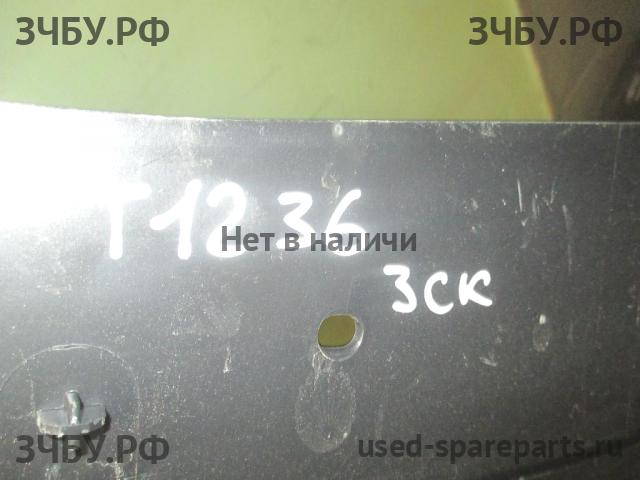 ЗЧБУ.РФ ЗЧБУ.РФ
Т1236
Нет в наличи
ЗСК
ЗЧБУ.РФ used-spareparts.ru